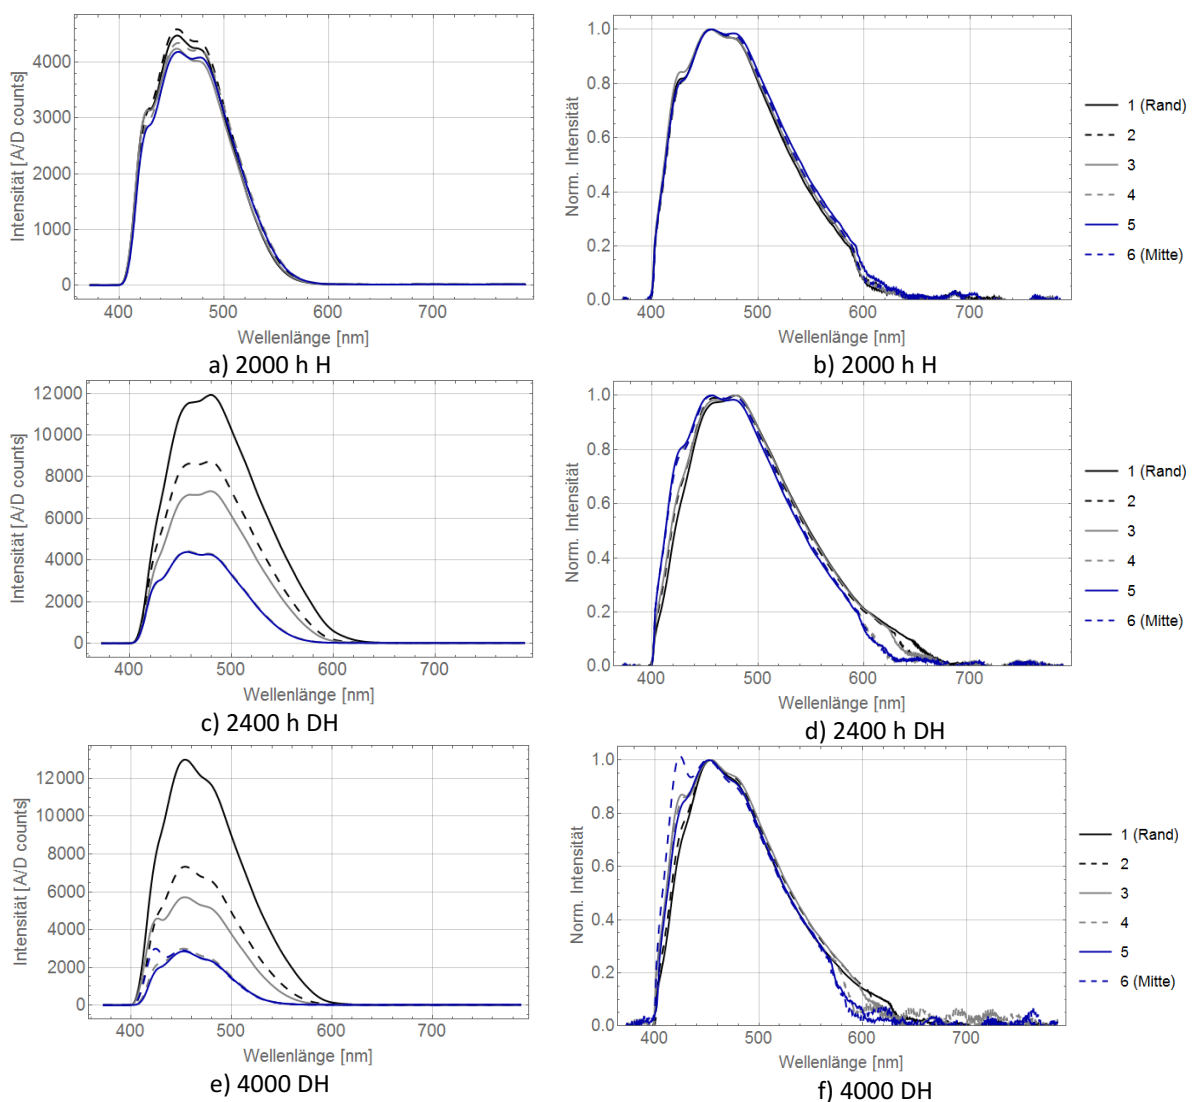 4000
3000
2000
1000
0
Intensität [A/D counts]
400 500 600 700
Wellenlänge [nm]
a) 2000 h H
1.0
0.8
0.6
0.4
0.2
0.0
Norm. Intensität
400 500 600 700
Wellenlänge [nm]
b) 2000 h H
1 (Rand)
2
3
4
5
6 (Mitte)
12000
10000
8000
6000
4000
2000
0
Intensität [A/D counts]
400 500 600 700
Wellenlänge [nm]
c) 2400 h DH
1.0
0.8
0.6
0.4
0.2
0.0
Norm. Intensität
400 500 600 700
Wellenlänge [nm]
d) 2400 h DH
1 (Rand)
2
3
4
5
6 (Mitte)
12000
10000
8000
6000
4000
2000
0
Intensität [A/D counts]
400 500 600 700
Wellenlänge [nm]
e) 4000 DH
1.0
0.8
0.6
0.4
0.2
0.0
Norm. Intensität
400 500 600 700
Wellenlänge [nm]
f) 4000 DH
1 (Rand)
2
3
4
5
6 (Mitte)